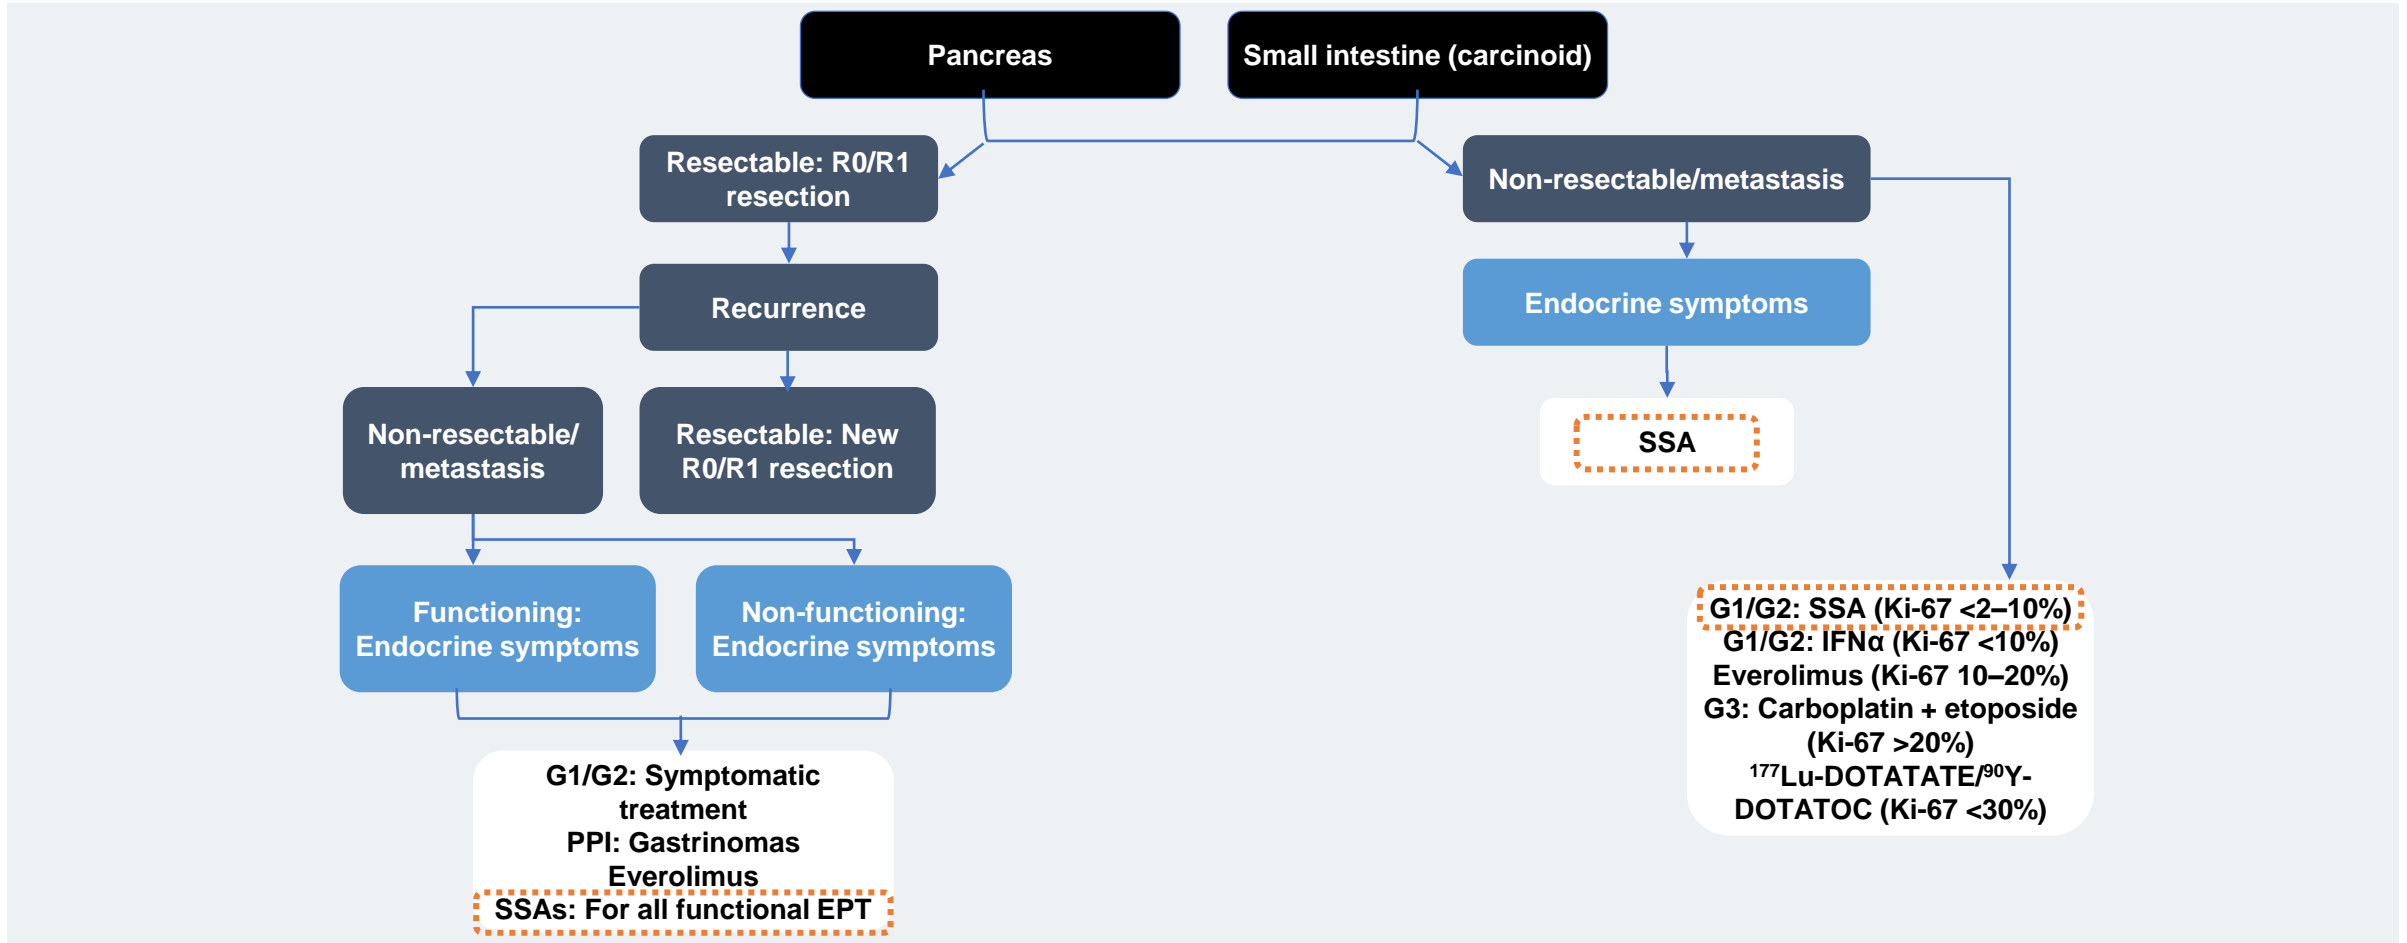 Pancreas
Small intestine (carcinoid)
Resectable: R0/R1
resection
Non-resectable/metastasis
Recurrence
Endocrine symptoms
Non-resectable/
metastasis
Resectable: New
R0/R1 resection
SSA
Functioning:
Endocrine symptoms
Non-functioning:
Endocrine symptoms
G1/G2: SSA (Ki-67 <2–10%)
G1/G2: IFNα (Ki-67 <10%)
Everolimus (Ki-67 10–20%)
G3: Carboplatin + etoposide
(Ki-67 >20%)
¹⁷⁷Lu-DOTATATE/⁹⁰Y-
DOTATOC (Ki-67 <30%)
G1/G2: Symptomatic
treatment
PPI: Gastrinomas
Everolimus
SSAs: For all functional EPT